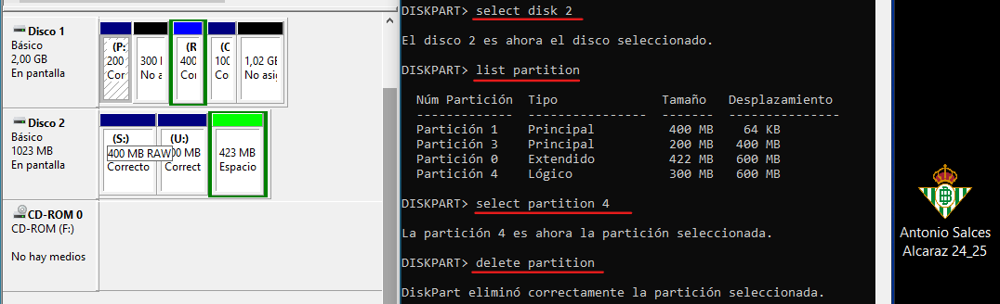 Disco 1
Básico
2,00 GB
En pantalla
(P:
200
Cor
300 I
No a
(R
400
Co
(C
100
Cor
1,02 G
No asi
Disco 2
Básico
1023 MB
En pantalla
(S:)
400 MB RAW
Correcto
(U:)
00 MB
Correct
423 MB
Espacio
CD-ROM 0
CD-ROM (F:)
No hay medios
DISKPART> select disk 2
El disco 2 es ahora el disco seleccionado.
DISKPART> list partition
Núm Partición  Tipo              Tamaño   Desplazamiento
-------------  ----------------  -------  ---------------
Partición 1    Principal          400 MB    64 KB
Partición 3    Principal          200 MB   400 MB
Partición 0    Extendido          422 MB   600 MB
Partición 4    Lógico             300 MB   600 MB
DISKPART> select partition 4
La partición 4 es ahora la partición seleccionada.
DISKPART> delete partition
DiskPart eliminó correctamente la partición seleccionada.
Antonio Salces
Alcaraz 24_25